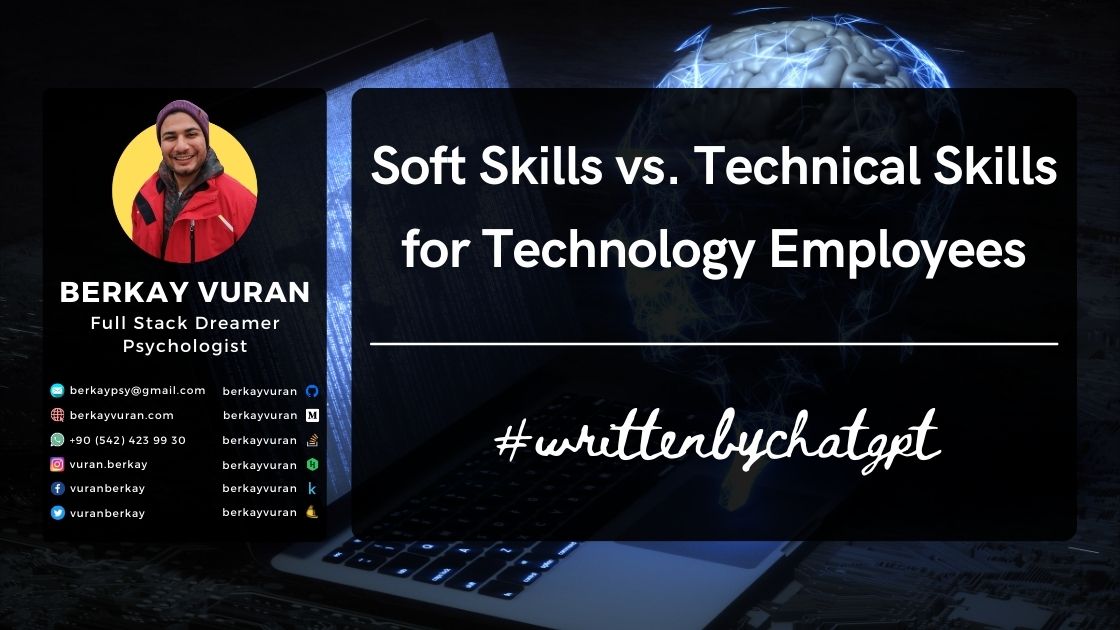 BERKAY VURAN
Full Stack Dreamer
Psychologist
berkaypsy@gmail.com berkayvuran
berkayvuran.com berkayvuran
+90 (542) 423 99 30 berkayvuran
vuran.berkay berkayvuran
vuranberkay berkayvuran
vuranberkay berkayvuran
Soft Skills vs. Technical Skills
for Technology Employees
#writtenbychatgpt